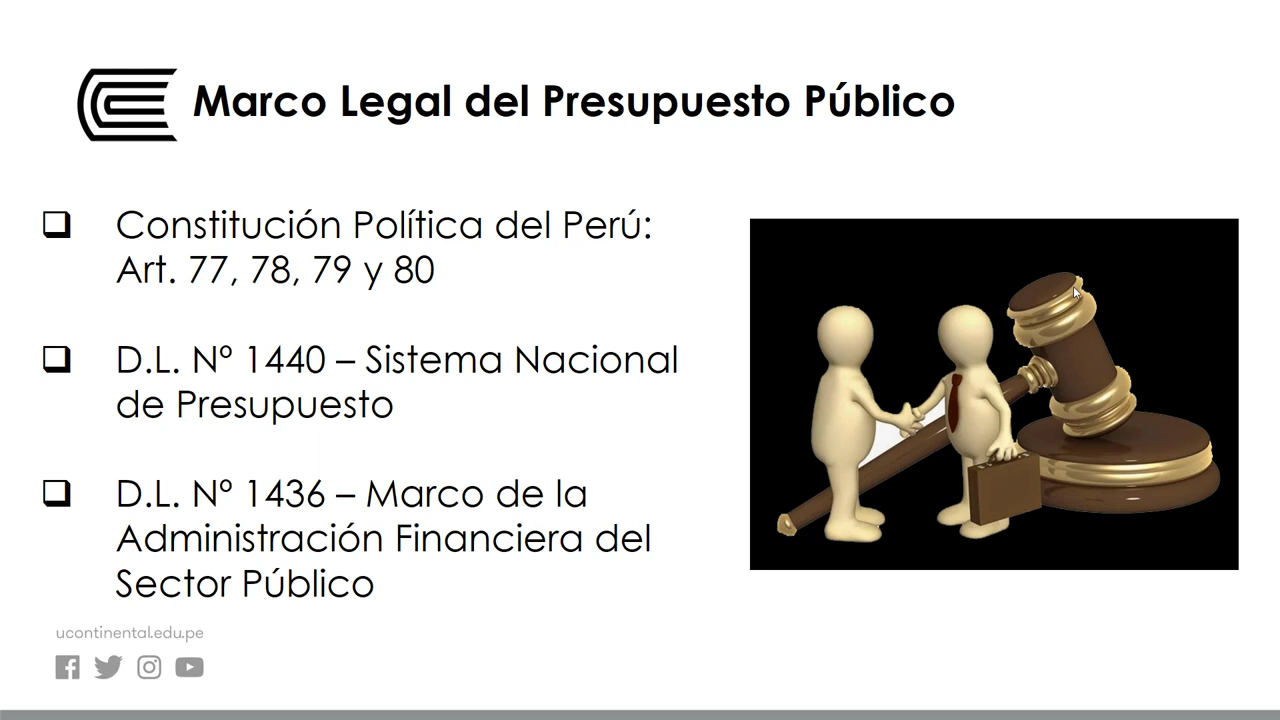 Marco Legal del Presupuesto Público
Constitución Política del Perú:
Art. 77, 78, 79 y 80
D.L. Nº 1440 – Sistema Nacional
de Presupuesto
D.L. Nº 1436 – Marco de la
Administración Financiera del
Sector Público
ucontinental.edu.pe